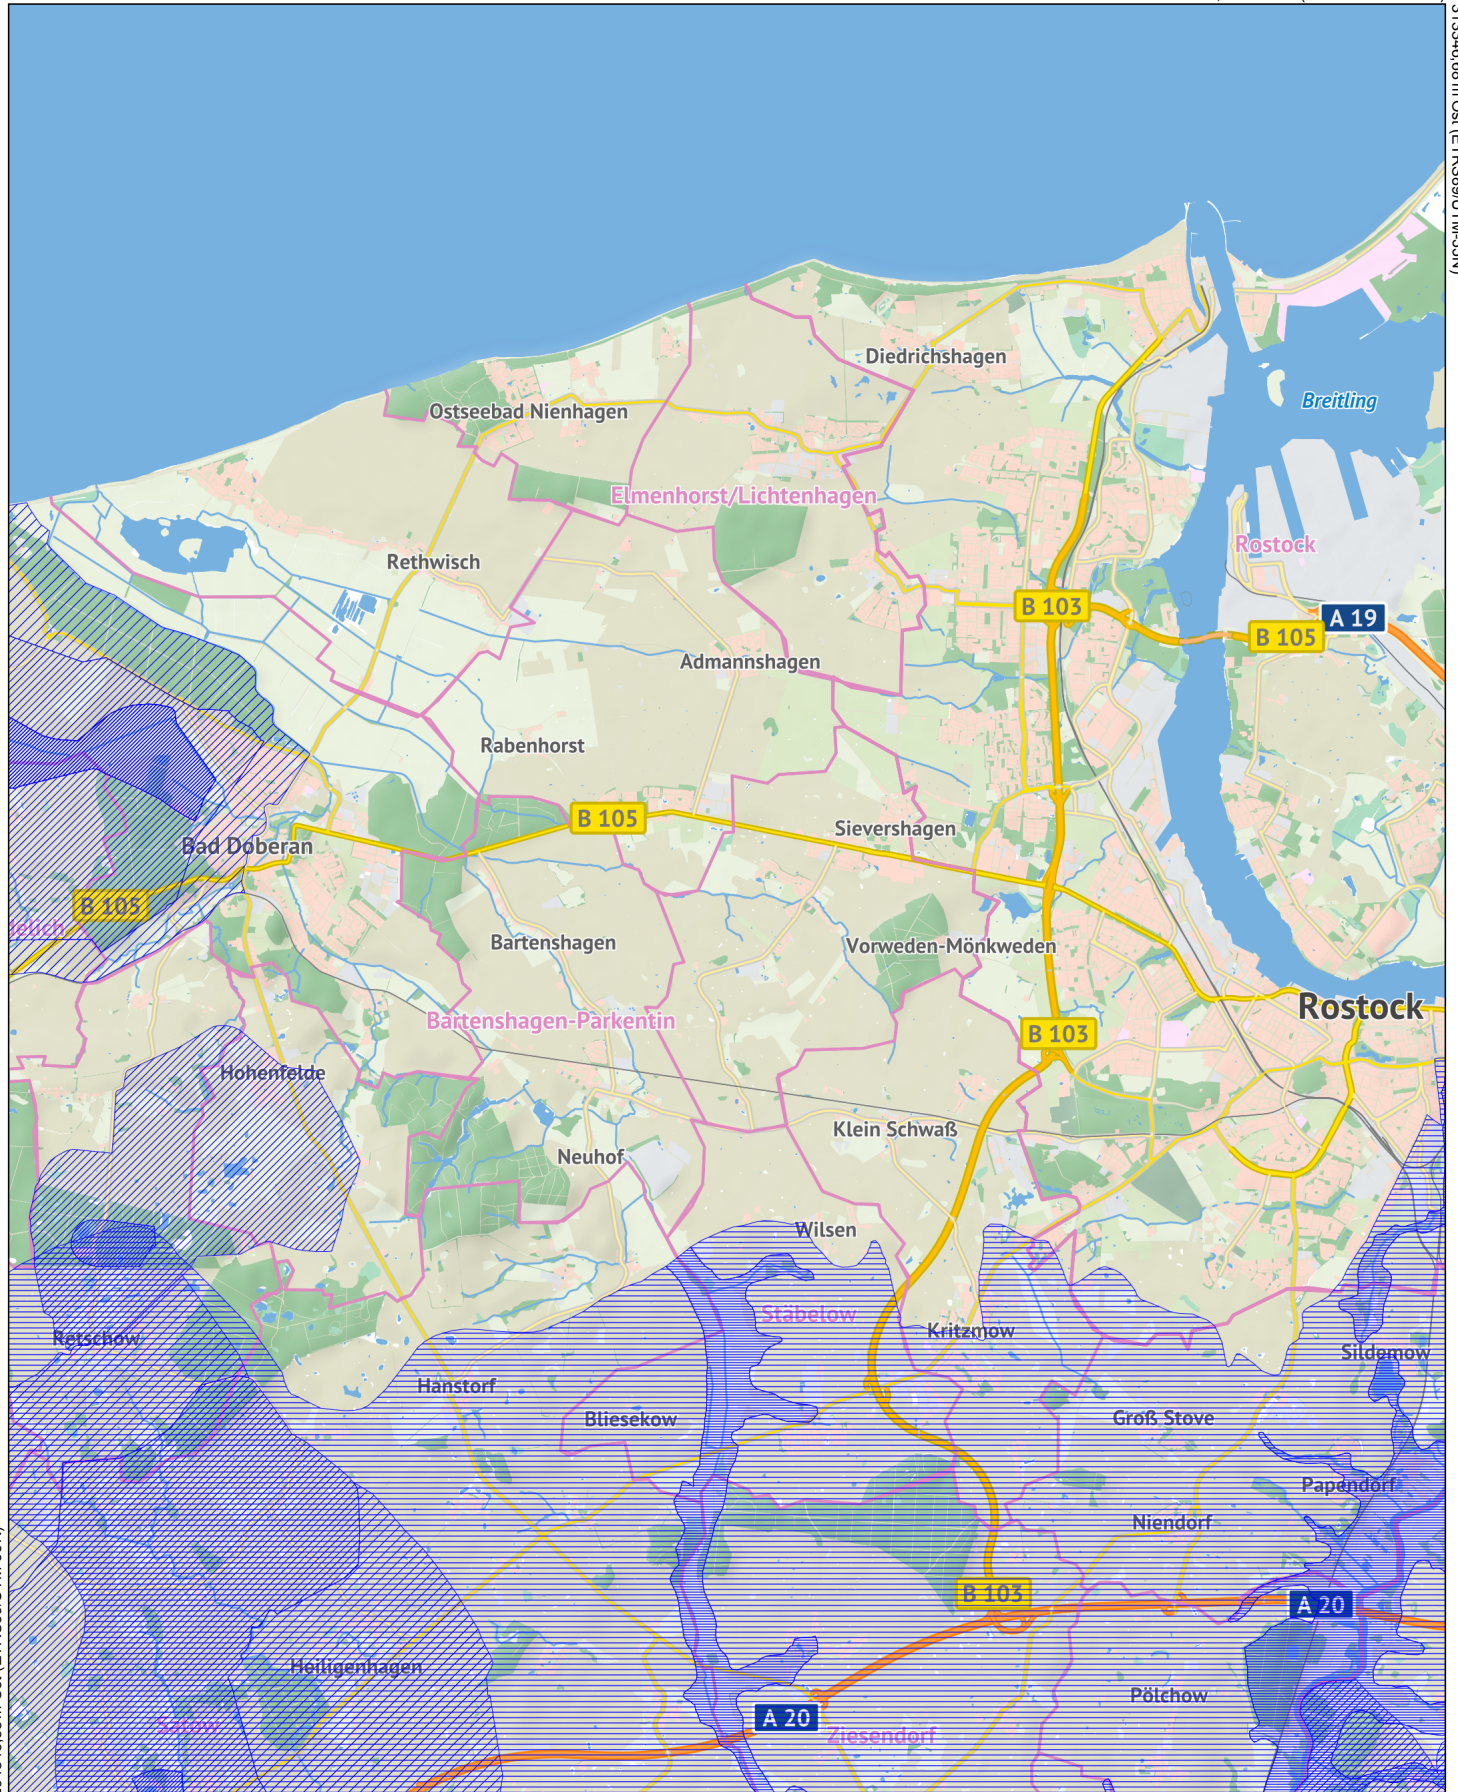 Diedrichshagen
Breitling
Ostseebad Nienhagen
Elmenhorst/Lichtenhagen
Rostock
Rethwisch
B 103
A 19
B 105
Admannshagen
Rabenhorst
B 105
Sievershagen
Bad Doberan
B 105
elich
Bartenshagen
Vorweden-Mönkweden
Rostock
Bartenshagen-Parkentin
B 103
Hohenfelde
Klein Schwaß
Neuhof
Wilsen
Stäbelow
Kritzmow
Retschow
Sildemow
Hanstorf
Bliesekow
Groß Stove
Papendorf
Niendorf
B 103
A 20
Heiligenhagen
Pölchow
Satow
A 20
Ziesendorf